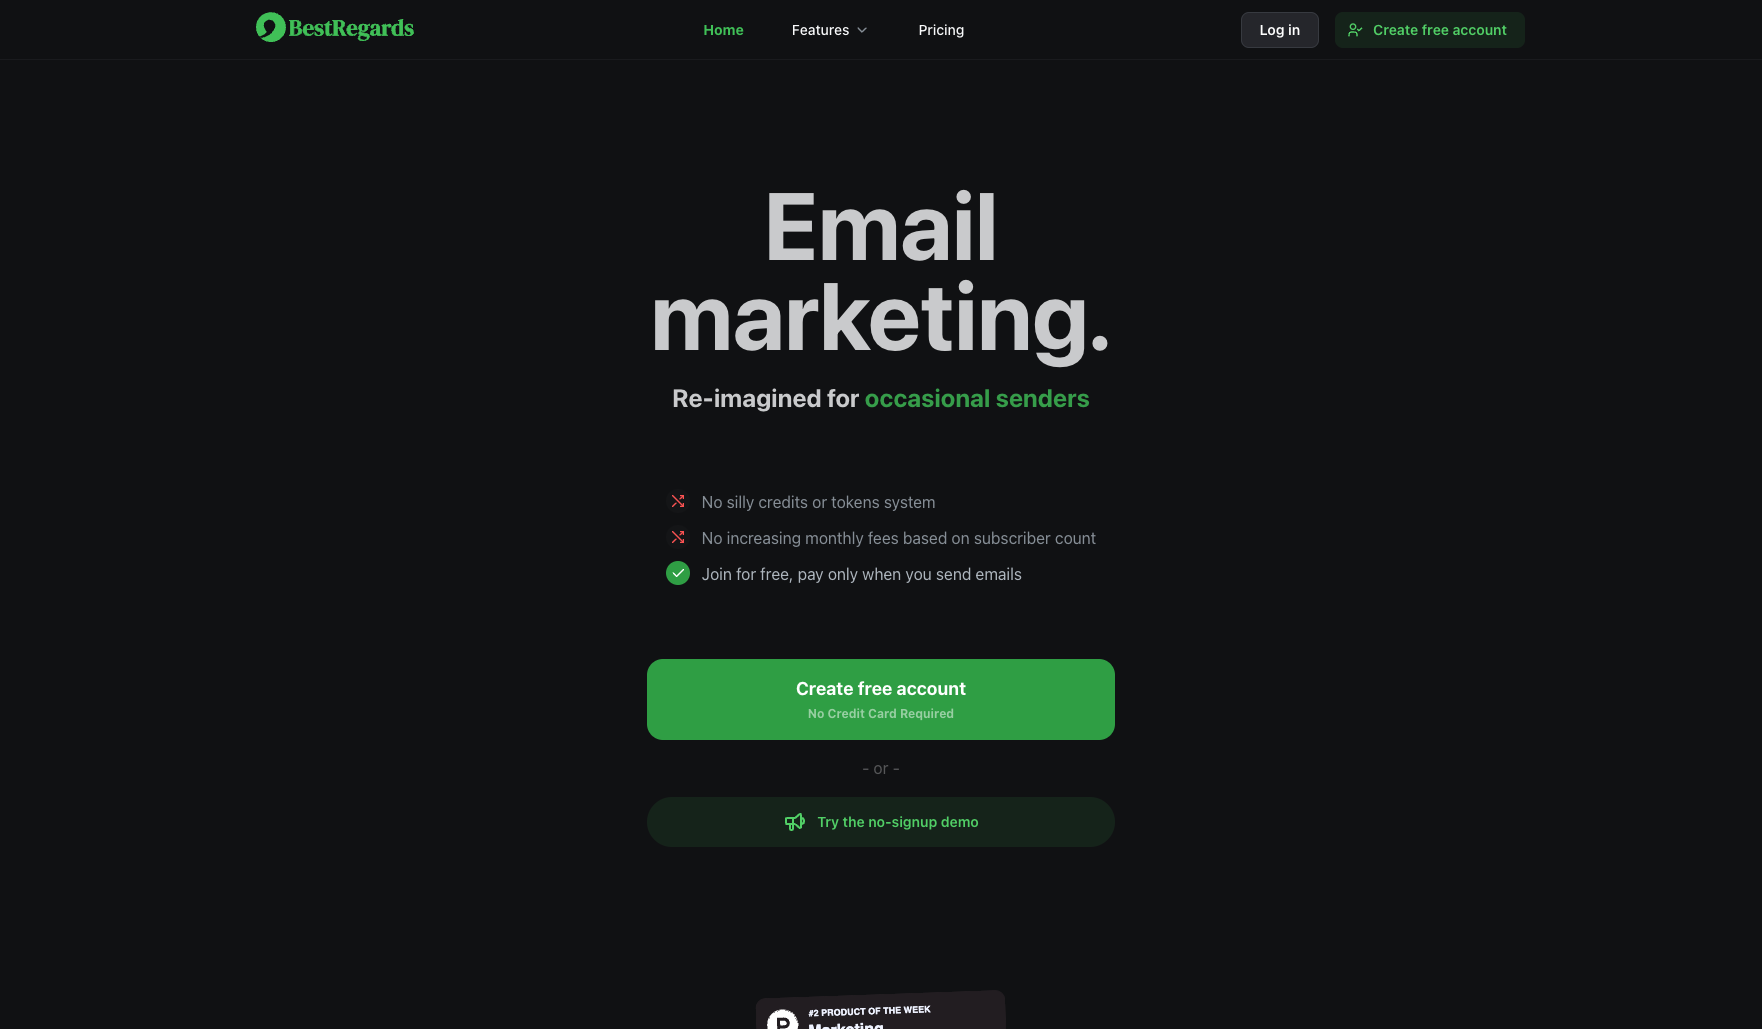 BestRegards
Home
Features
Pricing
Log in
Create free account
Email
marketing.
Re-imagined for occasional senders
No silly credits or tokens system
No increasing monthly fees based on subscriber count
Join for free, pay only when you send emails
Create free account
No Credit Card Required
- or -
Try the no-signup demo
P
#2 PRODUCT OF THE WEEK
Marketing